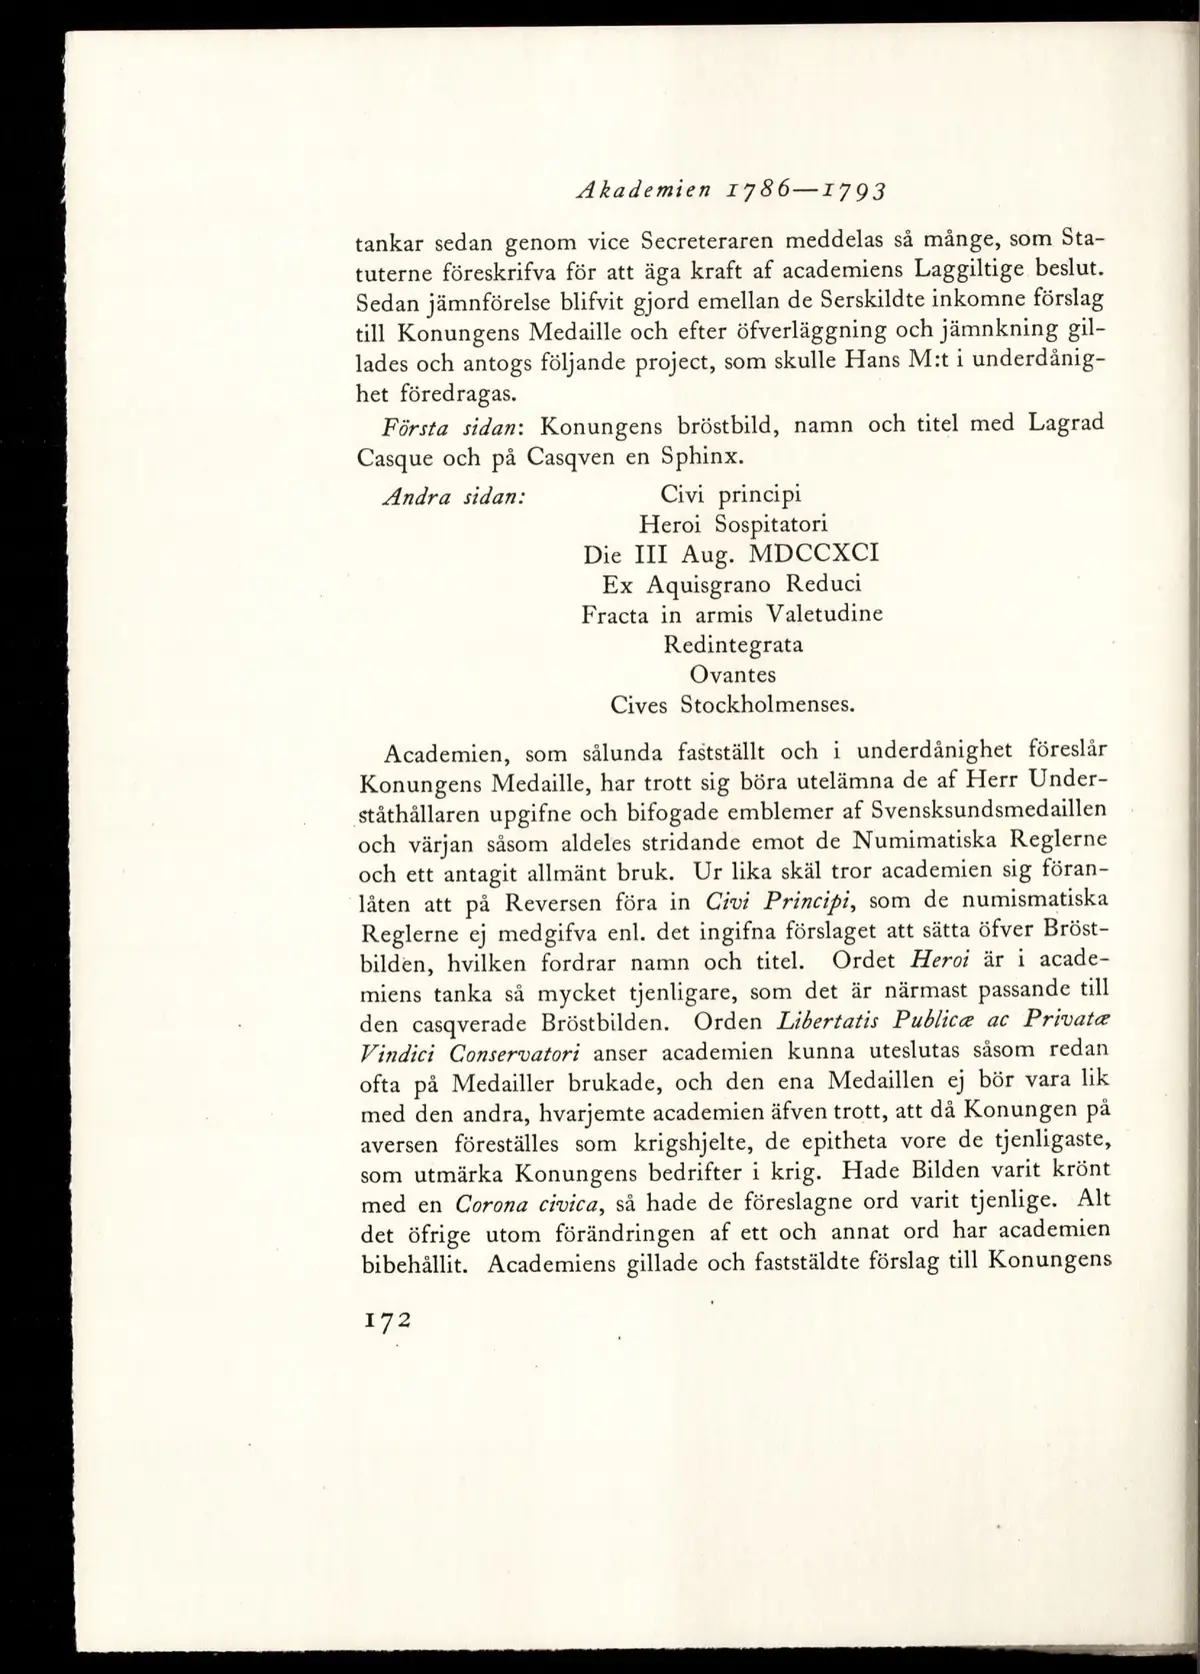 Akademien 1786—1793
tankar sedan genom vice Secreteraren meddelas så månge, som Sta-
tuterne föreskrifva för att äga kraft af academiens Laggiltige beslut.
Sedan jämnförelse blifvit gjord emellan de Serskildte inkomne förslag
till Konungens Medaille och efter öfverläggning och jämnkning gil-
lades och antogs följande project, som skulle Hans M:t i underdånig-
het föredragas.
Första sidan: Konungens bröstbild, namn och titel med Lagrad
Casque och på Casqven en Sphinx.
Andra sidan: Civi principi
Heroi Sospitatori
Die III Aug. MDCCXCI
Ex Aquisgrano Reduci
Fracta in armis Valetudine
Redintegrata
Ovantes
Cives Stockholmenses.
Academien, som sålunda fastställt och i underdånighet föreslår
Konungens Medaille, har trott sig böra utelämna de af Herr Under-
ståthållaren upgifne och bifogade emblemer af Svensksundsmedaillen
och värjan såsom aldeles stridande emot de Numimatiska Reglerne
och ett antagit allmänt bruk. Ur lika skäl tror academien sig föran-
låten att på Reversen föra in Civi Principi, som de numismatiska
Reglerne ej medgifva enl. det ingifna förslaget att sätta öfver Bröst-
bilden, hvilken fordrar namn och titel. Ordet Heroi är i acade-
miens tanka så mycket tjenligare, som det är närmast passande till
den casqverade Bröstbilden. Orden Libertatis Publicæ ac Privatæ
Vindici Conservatori anser academien kunna uteslutas såsom redan
ofta på Medailler brukade, och den ena Medaillen ej bör vara lik
med den andra, hvarjemte academien äfven trott, att då Konungen på
aversen föreställes som krigshjelte, de epitheta vore de tjenligaste,
som utmärka Konungens bedrifter i krig. Hade Bilden varit krönt
med en Corona civica, så hade de föreslagne ord varit tjenlige. Alt
det öfrige utom förändringen af ett och annat ord har academien
bibehållit. Academiens gillade och faststäldte förslag till Konungens
172